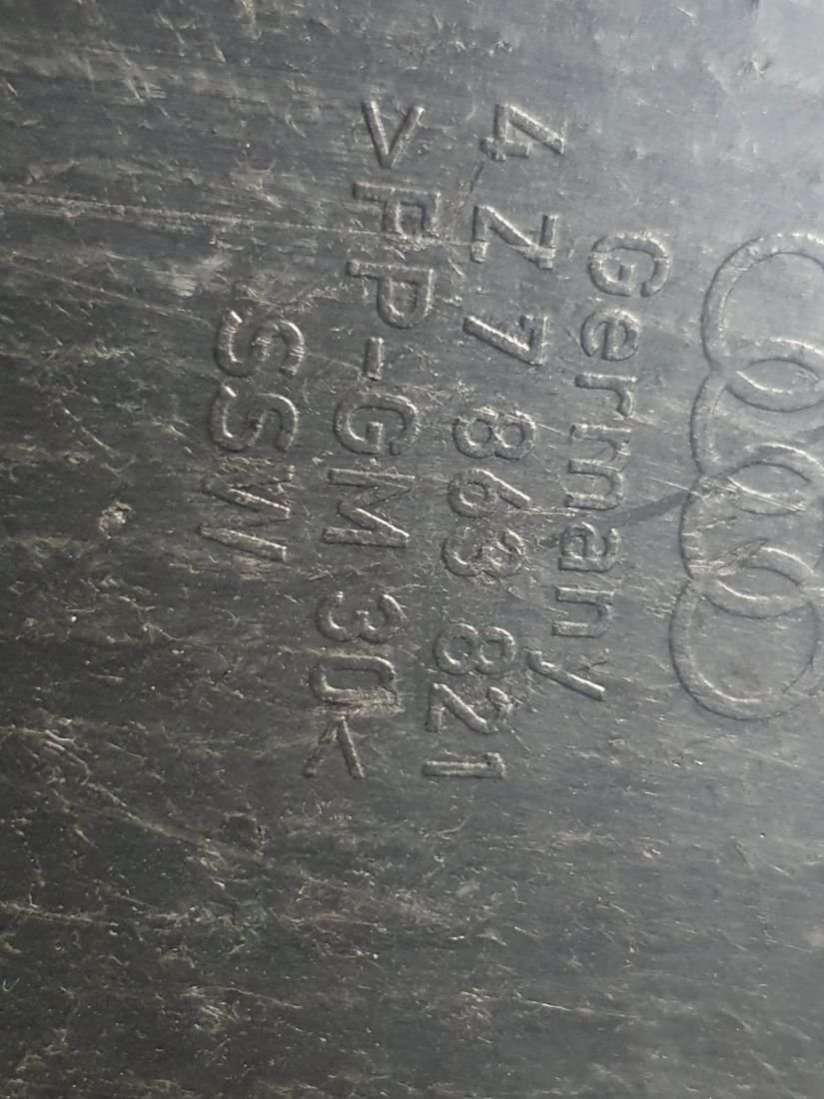 Germany
4Z7 863 821
>PP-GM 30<
SSW